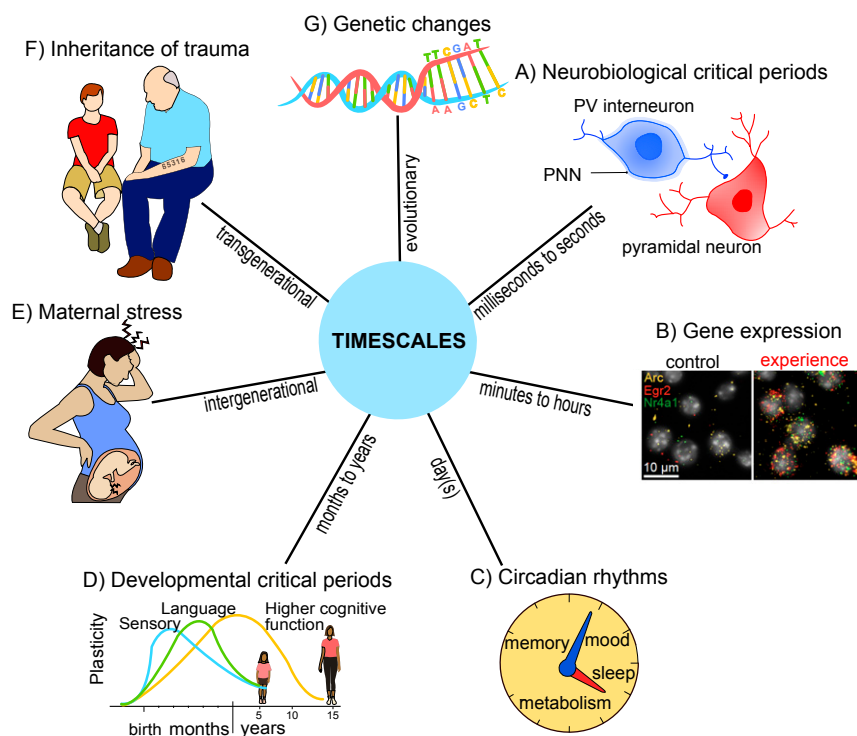 G) Genetic changes
T T C G A T
A A G C T C
F) Inheritance of trauma
65316
A) Neurobiological critical periods
PV interneuron
PNN
pyramidal neuron
evolutionary
transgenerational
milliseconds to seconds
TIMESCALES
E) Maternal stress
intergenerational
minutes to hours
B) Gene expression
control
experience
Arc
Egr2
Nr4a1
10 µm
months to years
day(s)
D) Developmental critical periods
Plasticity
Sensory
Language
Higher cognitive
function
5
10
15
birth
months
years
C) Circadian rhythms
memory
mood
sleep
metabolism